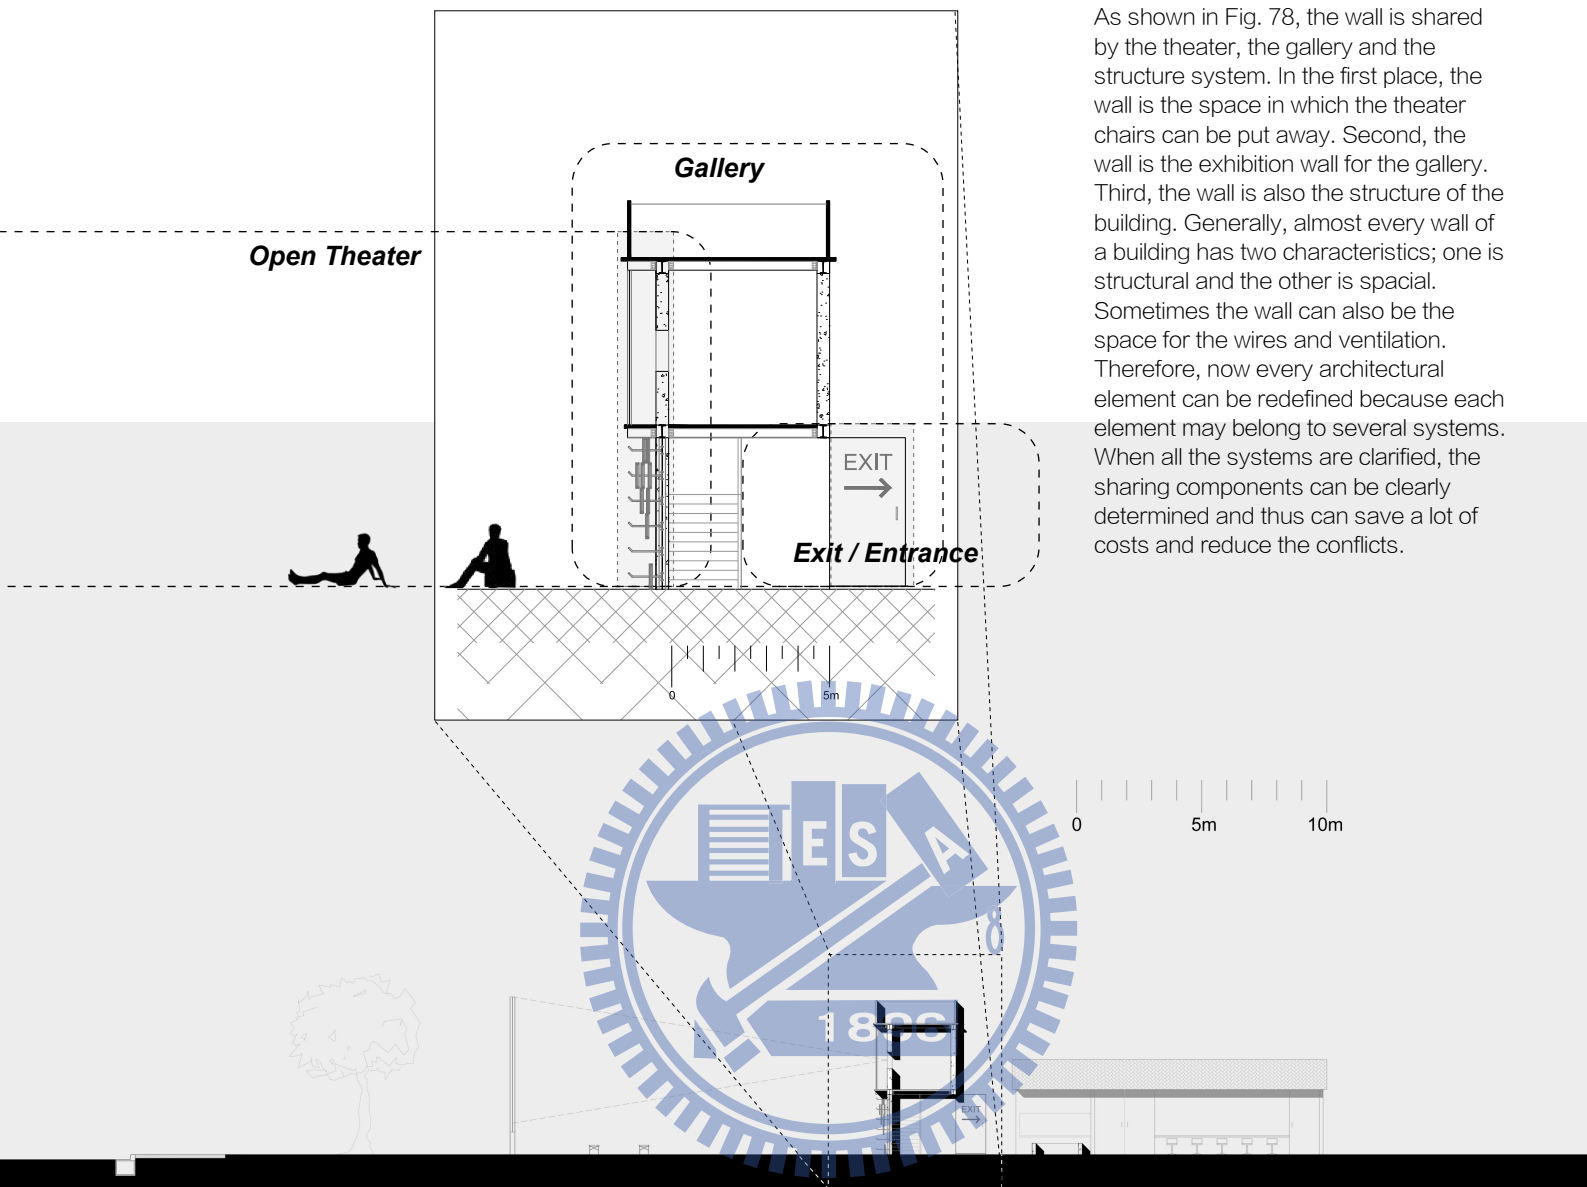 As shown in Fig. 78, the wall is shared
by the theater, the gallery and the
structure system. In the first place, the
wall is the space in which the theater
chairs can be put away. Second, the
wall is the exhibition wall for the gallery.
Third, the wall is also the structure of the
building. Generally, almost every wall of
a building has two characteristics; one is
structural and the other is spacial.
Sometimes the wall can also be the
space for the wires and ventilation.
Therefore, now every architectural
element can be redefined because each
element may belong to several systems.
When all the systems are clarified, the
sharing components can be clearly
determined and thus can save a lot of
costs and reduce the conflicts.
Gallery
Open Theater
EXIT
Exit / Entrance
0 5m
E S A
8
0 5m 10m
1896
EXIT